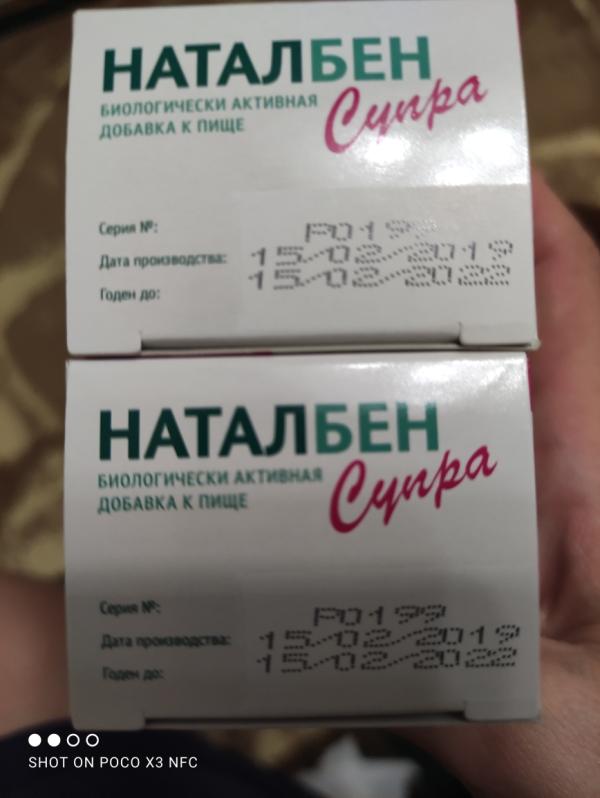 НАТАЛБЕН
Супра
БИОЛОГИЧЕСКИ АКТИВНАЯ
ДОБАВКА К ПИЩЕ
Серия №:
Дата производства: 15/02/2019
Годен до: 15/02/2022
НАТАЛБЕН
Супра
БИОЛОГИЧЕСКИ АКТИВНАЯ
ДОБАВКА К ПИЩЕ
Серия №: P0199
Дата производства: 15/02/2019
Годен до: 15/02/2022
SHOT ON POCO X3 NFC